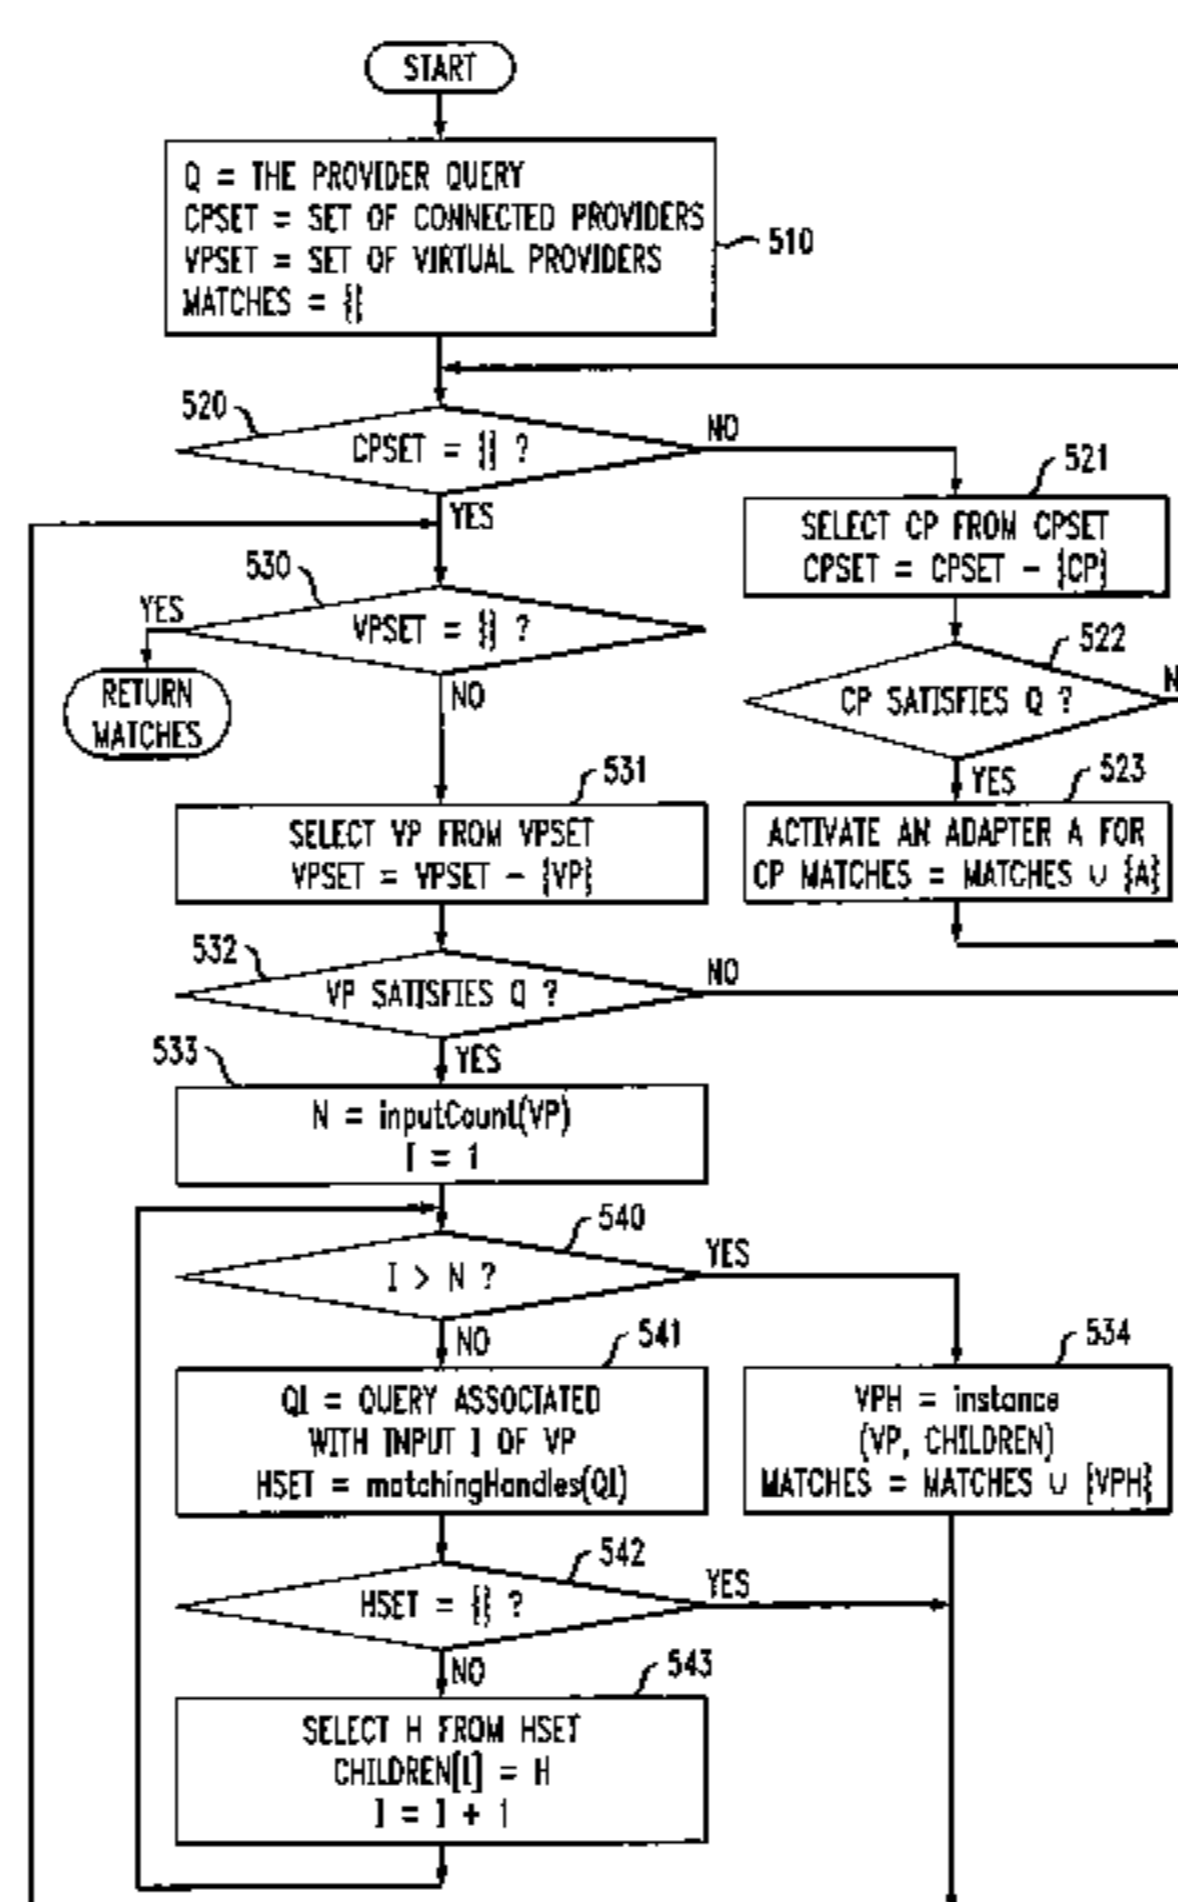 START
Q = THE PROVIDER QUERY
CPSET = SET OF CONNECTED PROVIDERS
VPSET = SET OF VIRTUAL PROVIDERS
MATCHES = {}
510
520
CPSET = {} ?
NO
YES
521
SELECT CP FROM CPSET
CPSET = CPSET - {CP}
530
VPSET = {} ?
YES
NO
RETURN
MATCHES
522
CP SATISFIES Q ?
N
YES
523
ACTIVATE AN ADAPTER A FOR
CP MATCHES = MATCHES ∪ {A}
531
SELECT VP FROM VPSET
VPSET = VPSET - {VP}
532
VP SATISFIES Q ?
NO
YES
533
N = inputCount(VP)
I = 1
540
I > N ?
YES
NO
541
QI = QUERY ASSOCIATED
WITH INPUT I OF VP
HSET = matchingHandles(QI)
534
VPH = instance
(VP, CHILDREN)
MATCHES = MATCHES ∪ {VPH}
542
HSET = {} ?
YES
NO
543
SELECT H FROM HSET
CHILDREN[I] = H
I = I + 1